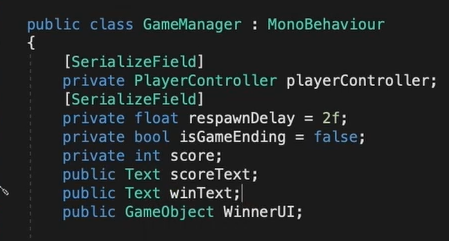 public class GameManager : MonoBehaviour
{
[SerializeField]
private PlayerController playerController;
[SerializeField]
private float respawnDelay = 2f;
private bool isGameEnding = false;
private int score;
public Text scoreText;
public Text winText;
public GameObject WinnerUI;